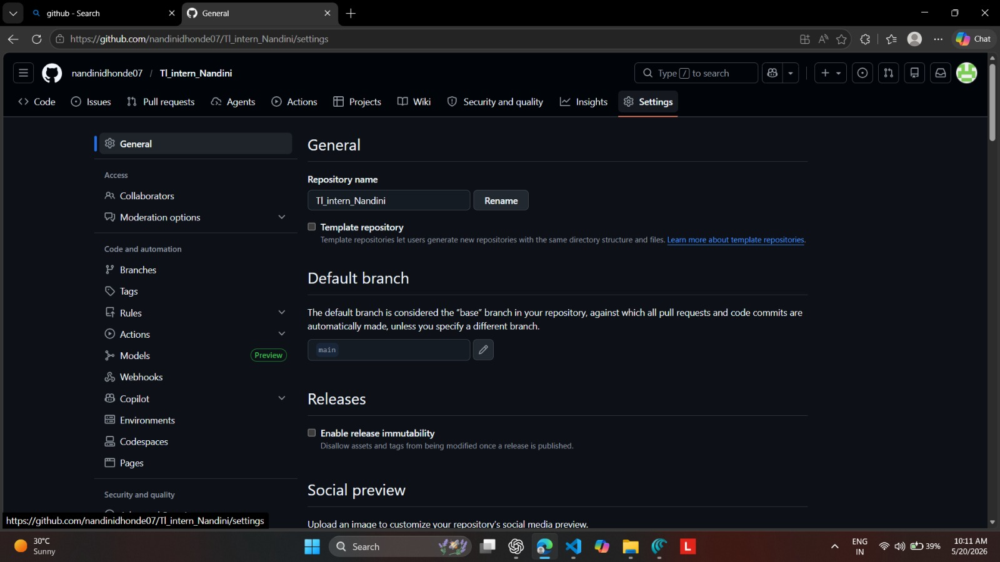 github - Search
General
https://github.com/nandinidhonde07/Tl_intern_Nandini/settings
Chat
nandinidhonde07 / Tl_intern_Nandini
Type / to search
Code
Issues
Pull requests
Agents
Actions
Projects
Wiki
Security and quality
Insights
Settings
General
Access
Collaborators
Moderation options
Code and automation
Branches
Tags
Rules
Actions
Models Preview
Webhooks
Copilot
Environments
Codespaces
Pages
Security and quality
General
Repository name
Tl_intern_Nandini Rename
Template repository
Template repositories let users generate new repositories with the same directory structure and files. Learn more about template repositories.
Default branch
The default branch is considered the "base" branch in your repository, against which all pull requests and code commits are
automatically made, unless you specify a different branch.
main
Releases
Enable release immutability
Disallow assets and tags from being modified once a release is published.
Social preview
Upload an image to customize your repository's social media preview.
https://github.com/nandinidhonde07/Tl_intern_Nandini/settings
30°C
Sunny
Search
L
ENG
IN
39%
10:11 AM
5/20/2026